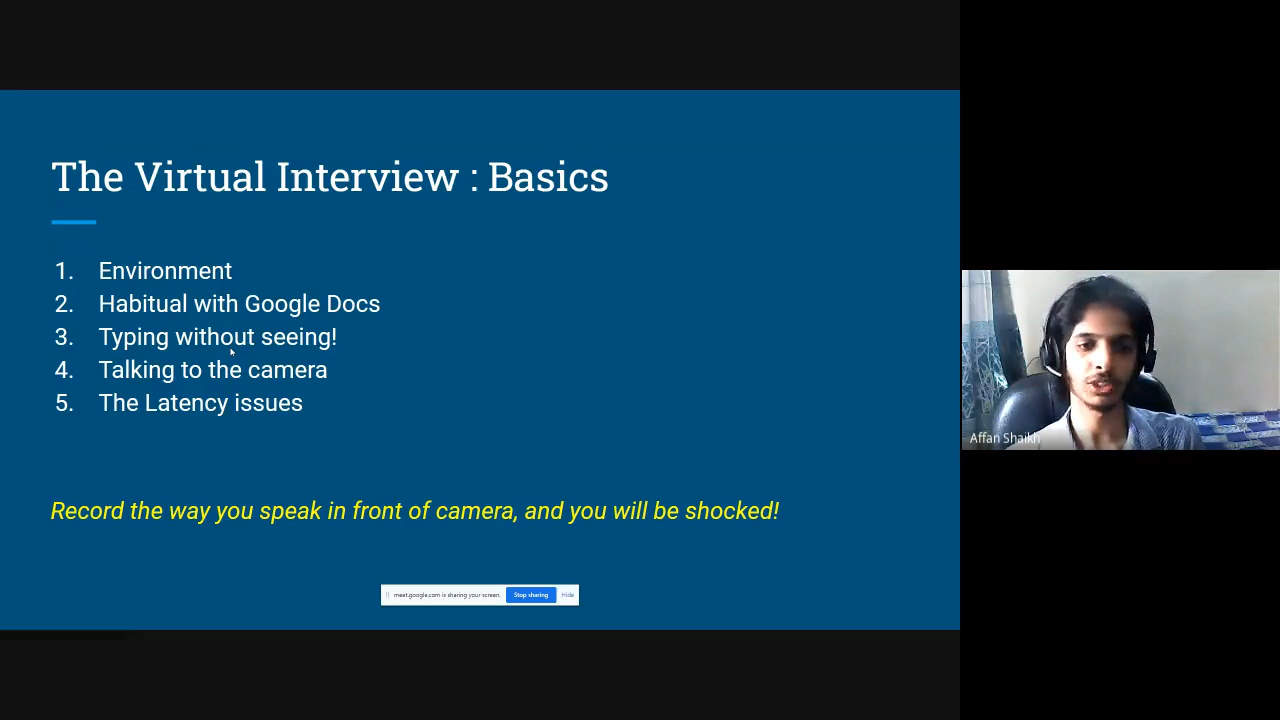 The Virtual Interview : Basics
1. Environment
2. Habitual with Google Docs
3. Typing without seeing!
4. Talking to the camera
5. The Latency issues
Record the way you speak in front of camera, and you will be shocked!
meet.google.com is sharing your screen. Stop sharing Hide
Affan Shaikh